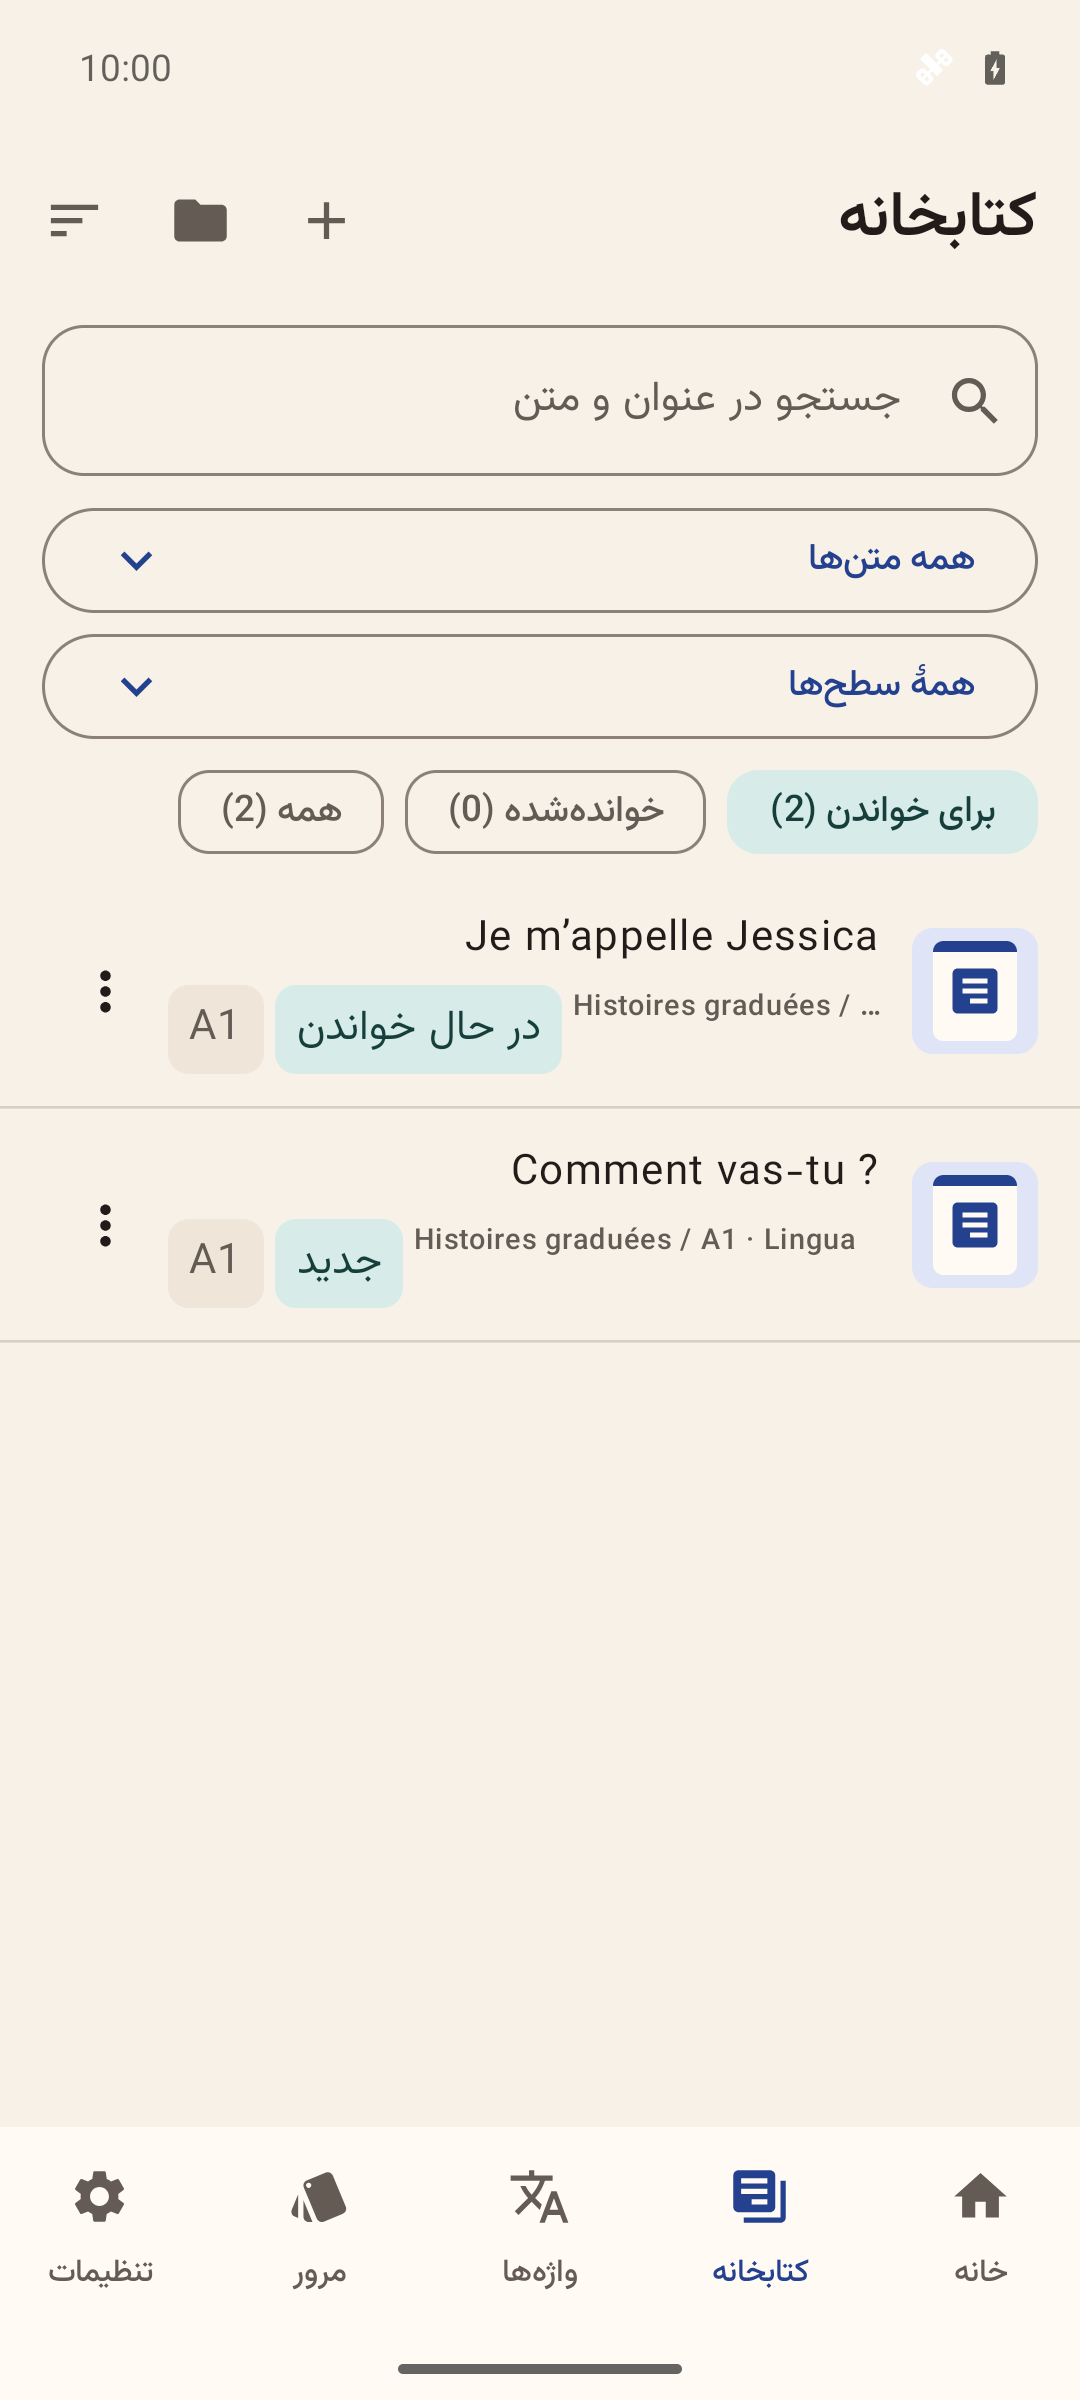 10:00
کتابخانه
جستجو در عنوان و متن
همه متن‌ها
همهٔ سطح‌ها
برای خواندن (2) خوانده‌شده (0) همه (2)
Je m’appelle Jessica
Histoires graduées / …
در حال خواندن A1
Comment vas-tu ?
Histoires graduées / A1 · Lingua
جدید A1
خانه کتابخانه واژه‌ها مرور تنظیمات